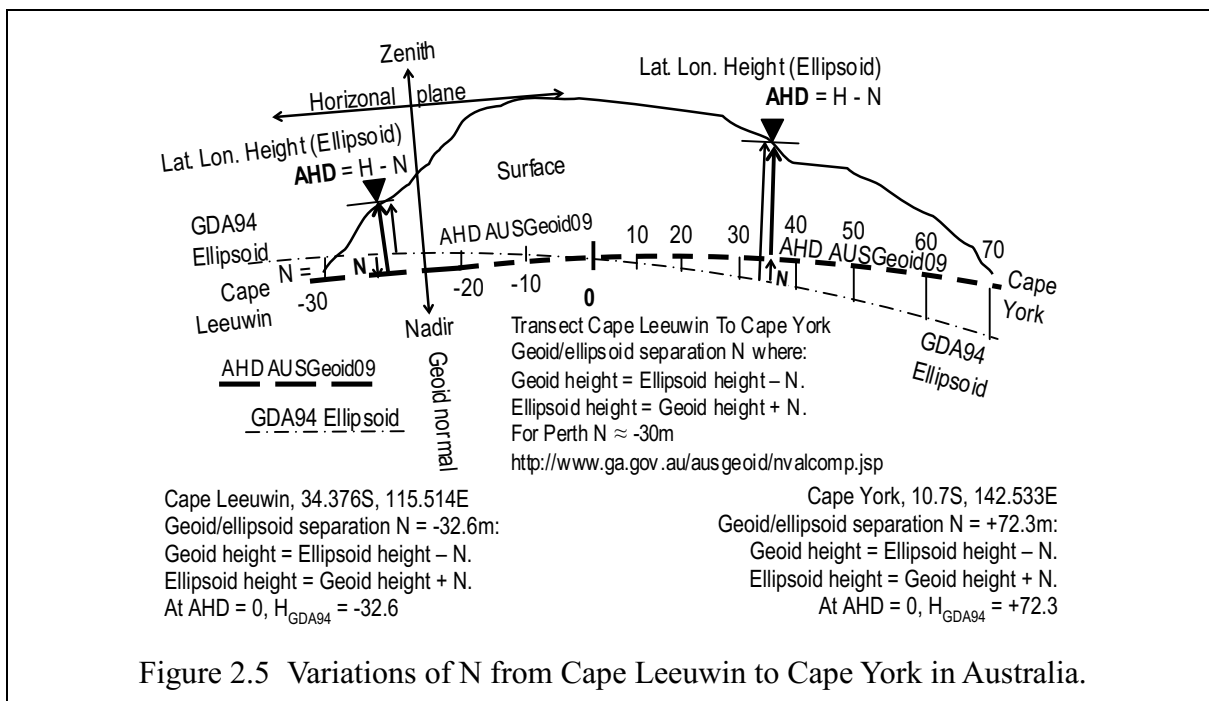 Zenith
Horizonal plane
Lat. Lon. Height (Ellipsoid)
AHD = H - N
Lat. Lon. Height (Ellipsoid)
AHD = H - N
Surface
GDA94
Ellipsoid
AHD AUSGeoid09
N =
N
-30
-20
-10
0
10
20
30
40
50
60
70
AHD AUSGeoid09
N
Cape
Leeuwin
Cape
York
Nadir
Geoid normal
GDA94
Ellipsoid
AHD AUSGeoid09
GDA94 Ellipsoid
Transect Cape Leeuwin To Cape York
Geoid/ellipsoid separation N where:
Geoid height = Ellipsoid height – N.
Ellipsoid height = Geoid height + N.
For Perth N ≈ -30m
http://www.ga.gov.au/ausgeoid/nvalcomp.jsp
Cape Leeuwin, 34.376S, 115.514E
Geoid/ellipsoid separation N = -32.6m:
Geoid height = Ellipsoid height – N.
Ellipsoid height = Geoid height + N.
At AHD = 0, HGDA94 = -32.6
Cape York, 10.7S, 142.533E
Geoid/ellipsoid separation N = +72.3m:
Geoid height = Ellipsoid height – N.
Ellipsoid height = Geoid height + N.
At AHD = 0, HGDA94 = +72.3
Figure 2.5 Variations of N from Cape Leeuwin to Cape York in Australia.